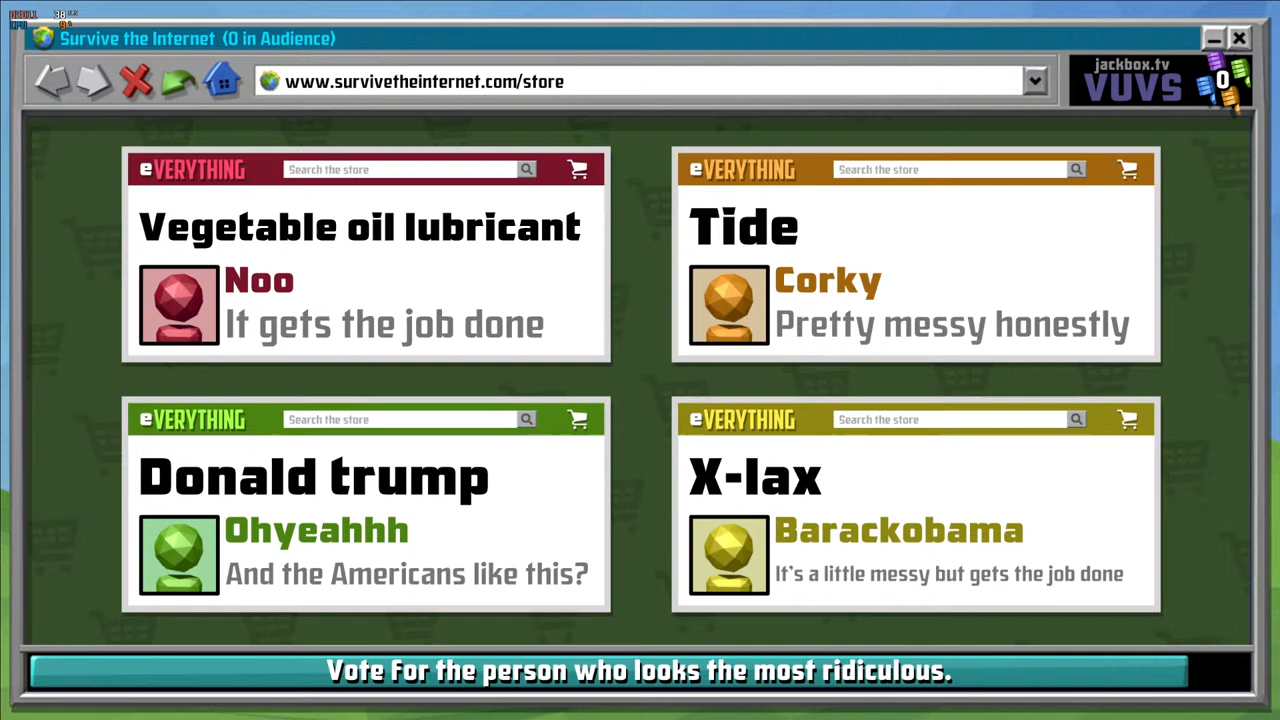 Survive the Internet (0 in Audience)
www.survivetheinternet.com/store
jackbox.tv
VUVS
0
eVERYTHING
Search the store
Vegetable oil lubricant
Noo
It gets the job done
eVERYTHING
Search the store
Tide
Corky
Pretty messy honestly
eVERYTHING
Search the store
Donald trump
Ohyeahhh
And the Americans like this?
eVERYTHING
Search the store
X-lax
Barackobama
It's a little messy but gets the job done
Vote for the person who looks the most ridiculous.